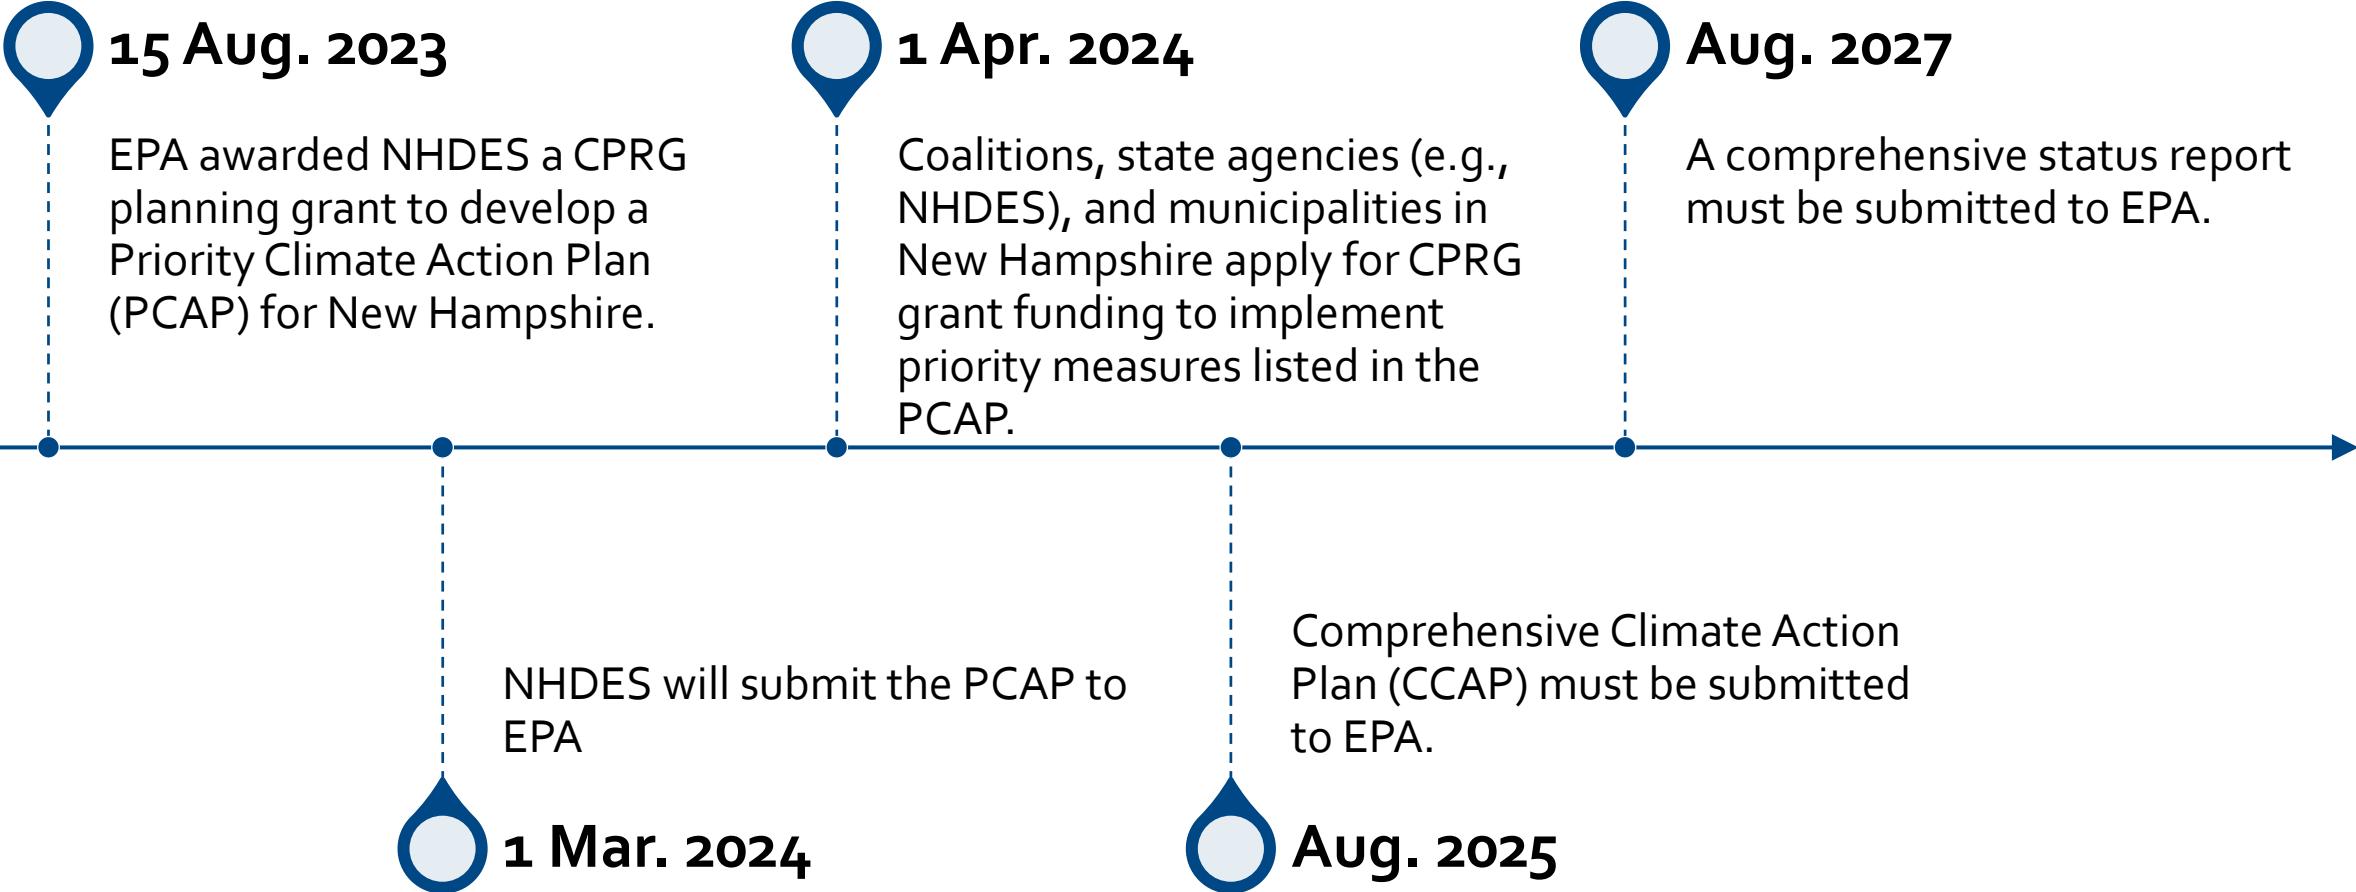 15 Aug. 2023
EPA awarded NHDES a CPRG
planning grant to develop a
Priority Climate Action Plan
(PCAP) for New Hampshire.
1 Mar. 2024
NHDES will submit the PCAP to
EPA
1 Apr. 2024
Coalitions, state agencies (e.g.,
NHDES), and municipalities in
New Hampshire apply for CPRG
grant funding to implement
priority measures listed in the
PCAP.
Aug. 2025
Comprehensive Climate Action
Plan (CCAP) must be submitted
to EPA.
Aug. 2027
A comprehensive status report
must be submitted to EPA.